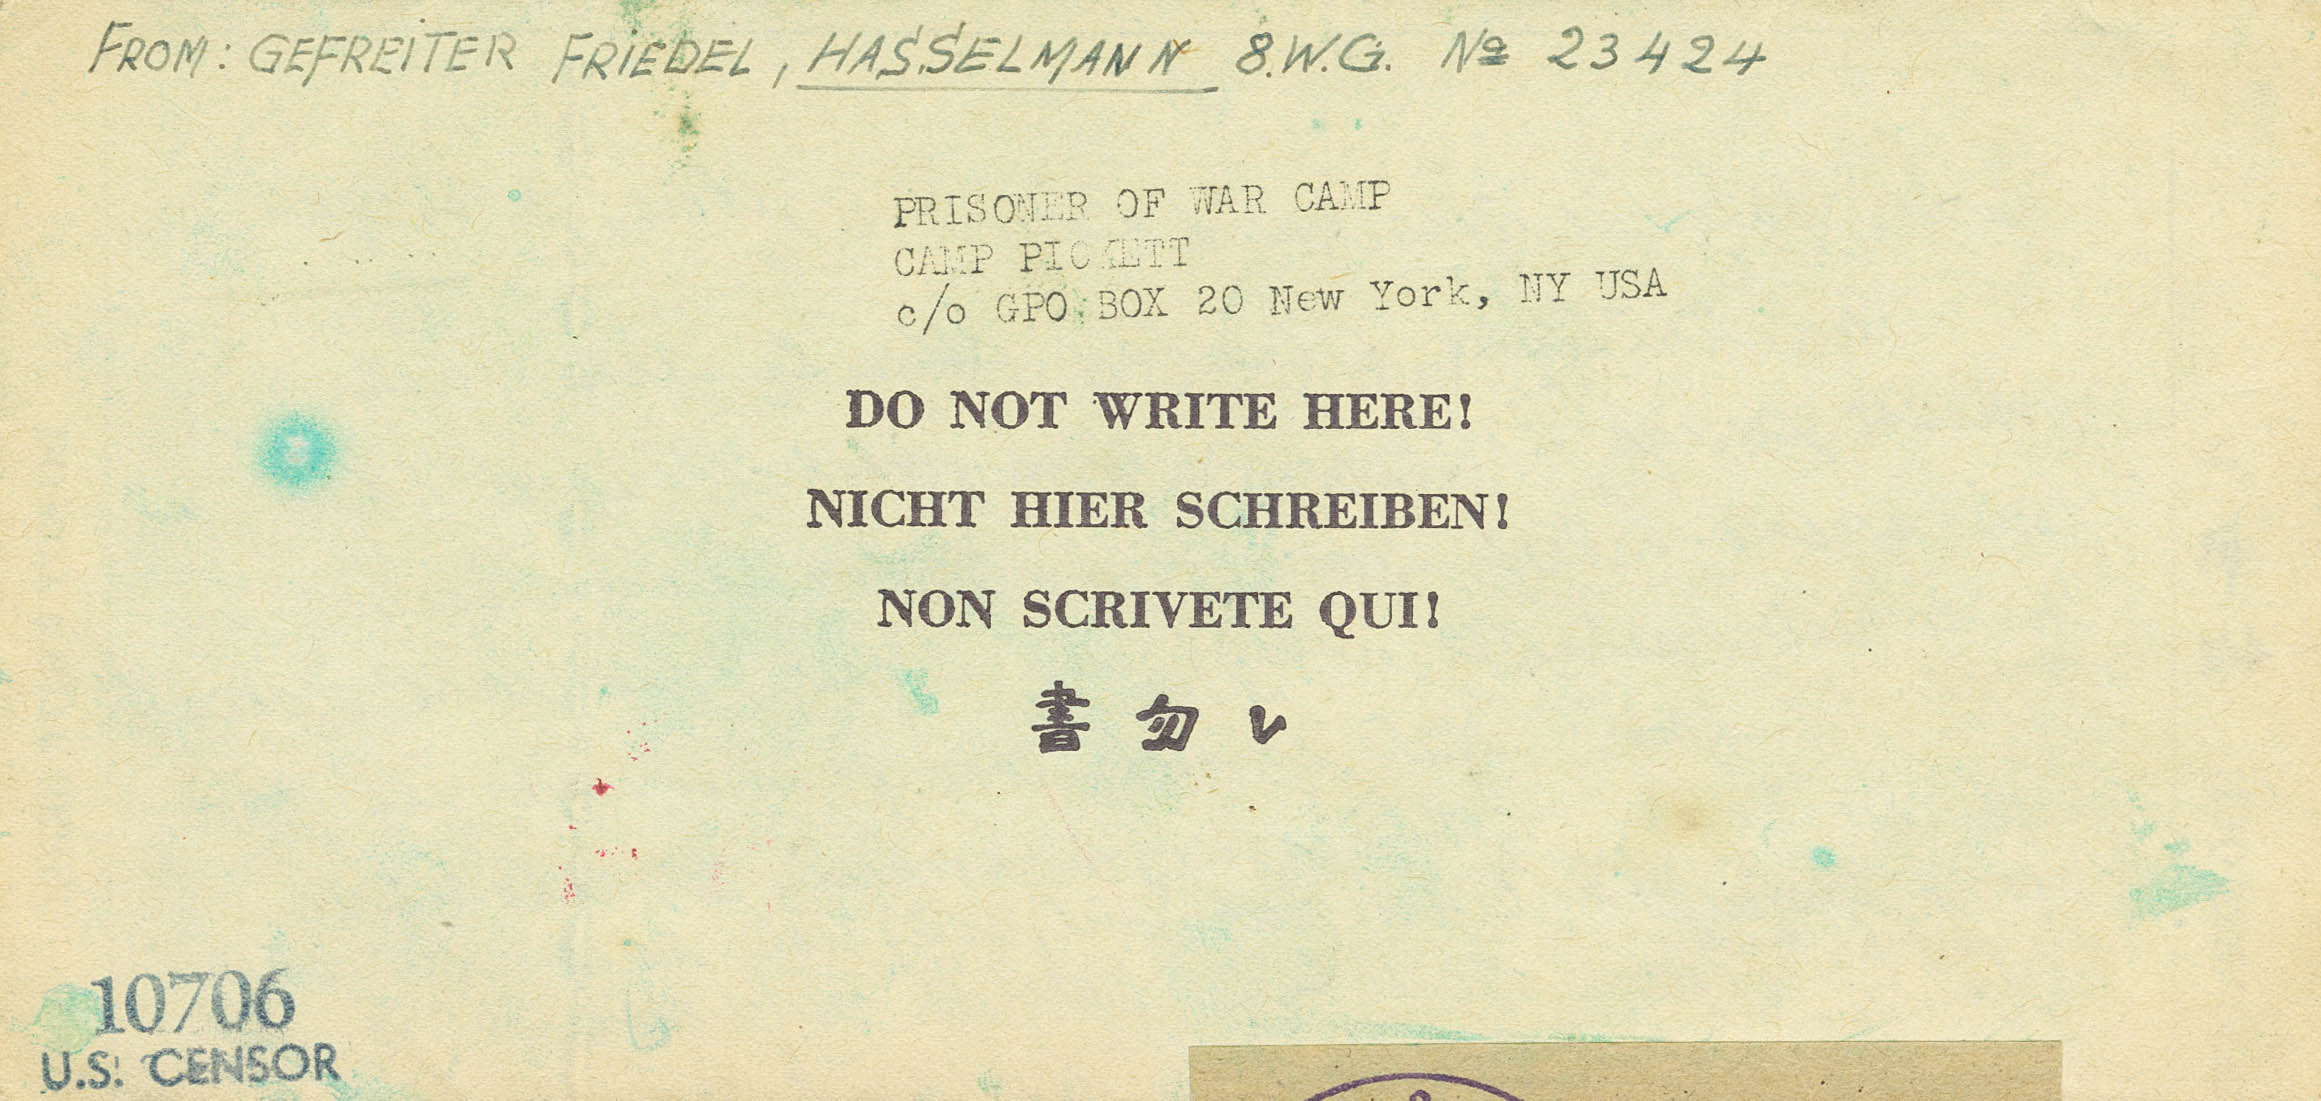 FROM: GEFREITER FRIEDEL, HASSELMANN 8.W.G. No 23424
PRISONER OF WAR CAMP
CAMP PICKETT
c/o GPO BOX 20 New York, NY USA
DO NOT WRITE HERE!
NICHT HIER SCHREIBEN!
NON SCRIVETE QUI!
書 勿 レ
10706
U.S. CENSOR